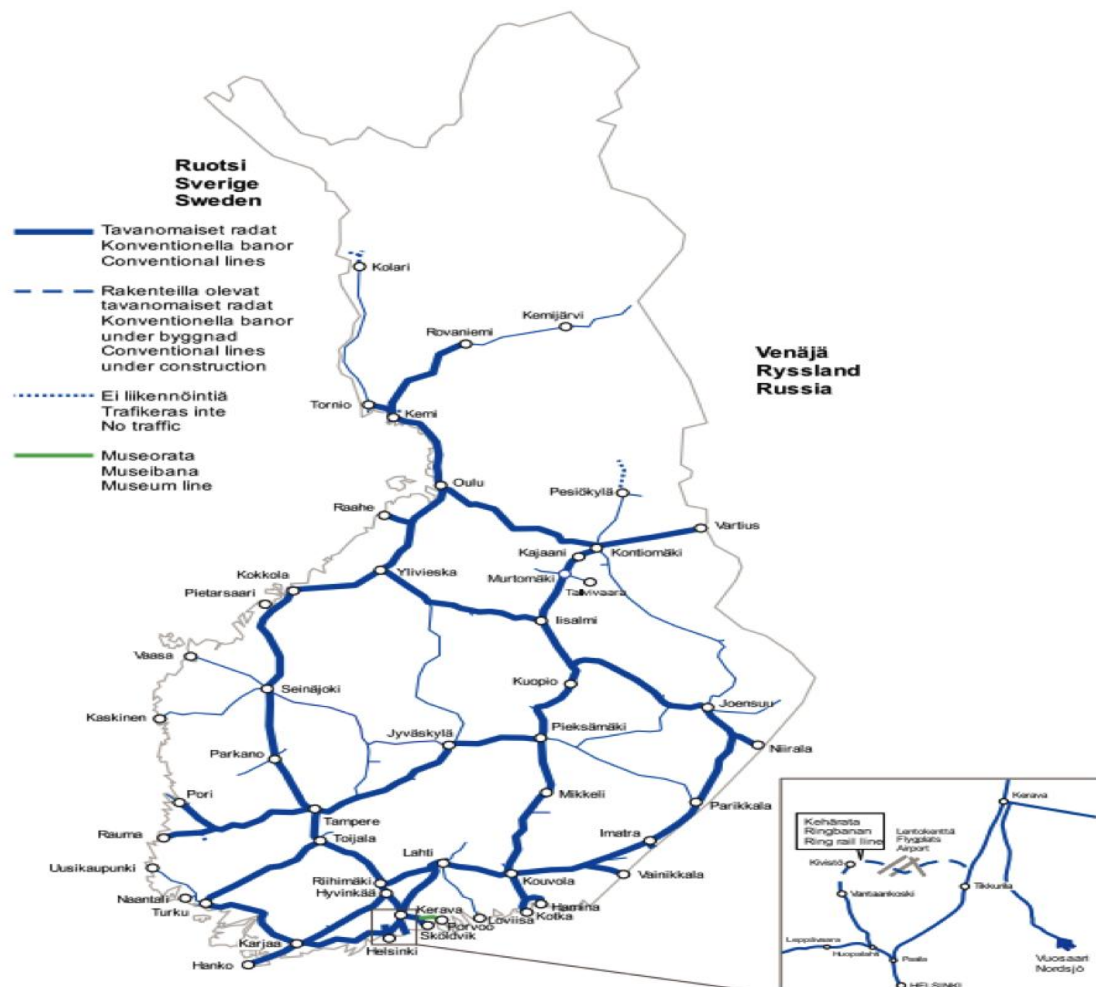 Ruotsi
Sverige
Sweden
Tavanomaiset radat
Konventionella banor
Conventional lines
Rakenteilla olevat
tavanomaiset radat
Konventionella banor
under byggnad
Conventional lines
under construction
Ei liikennöintiä
Trafikeras inte
No traffic
Museorata
Museibana
Museum line
Venäjä
Ryssland
Russia
Kolari
Kemijärvi
Rovaniemi
Tornio
Kemi
Oulu
Pesiökylä
Raahe
Vartius
Kajaani
Kontiomäki
Ylivieska
Murtomäki
Talvivaara
Kokkola
Pietarsaari
Iisalmi
Vaasa
Kuopio
Seinäjoki
Joensuu
Kaskinen
Jyväskylä
Pieksämäki
Niirala
Parkano
Pori
Mikkeli
Parikkala
Tampere
Rauma
Toijala
Imatra
Uusikaupunki
Lahti
Riihimäki
Kouvola
Vainikkala
Hyvinkää
Naantali
Turku
Hamina
Kotka
Kerava
Loviisa
Porvoo
Sköldvik
Karjaa
Helsinki
Hanko
Kerava
Kehärata
Ringbanan
Ring rail line
Lentokenttä
Flygplats
Airport
Kivistö
Tikkurila
Vantaankoski
Leppävaara
Huopalahti
Pasila
Vuosaari
Nordsjö
HELSINKI